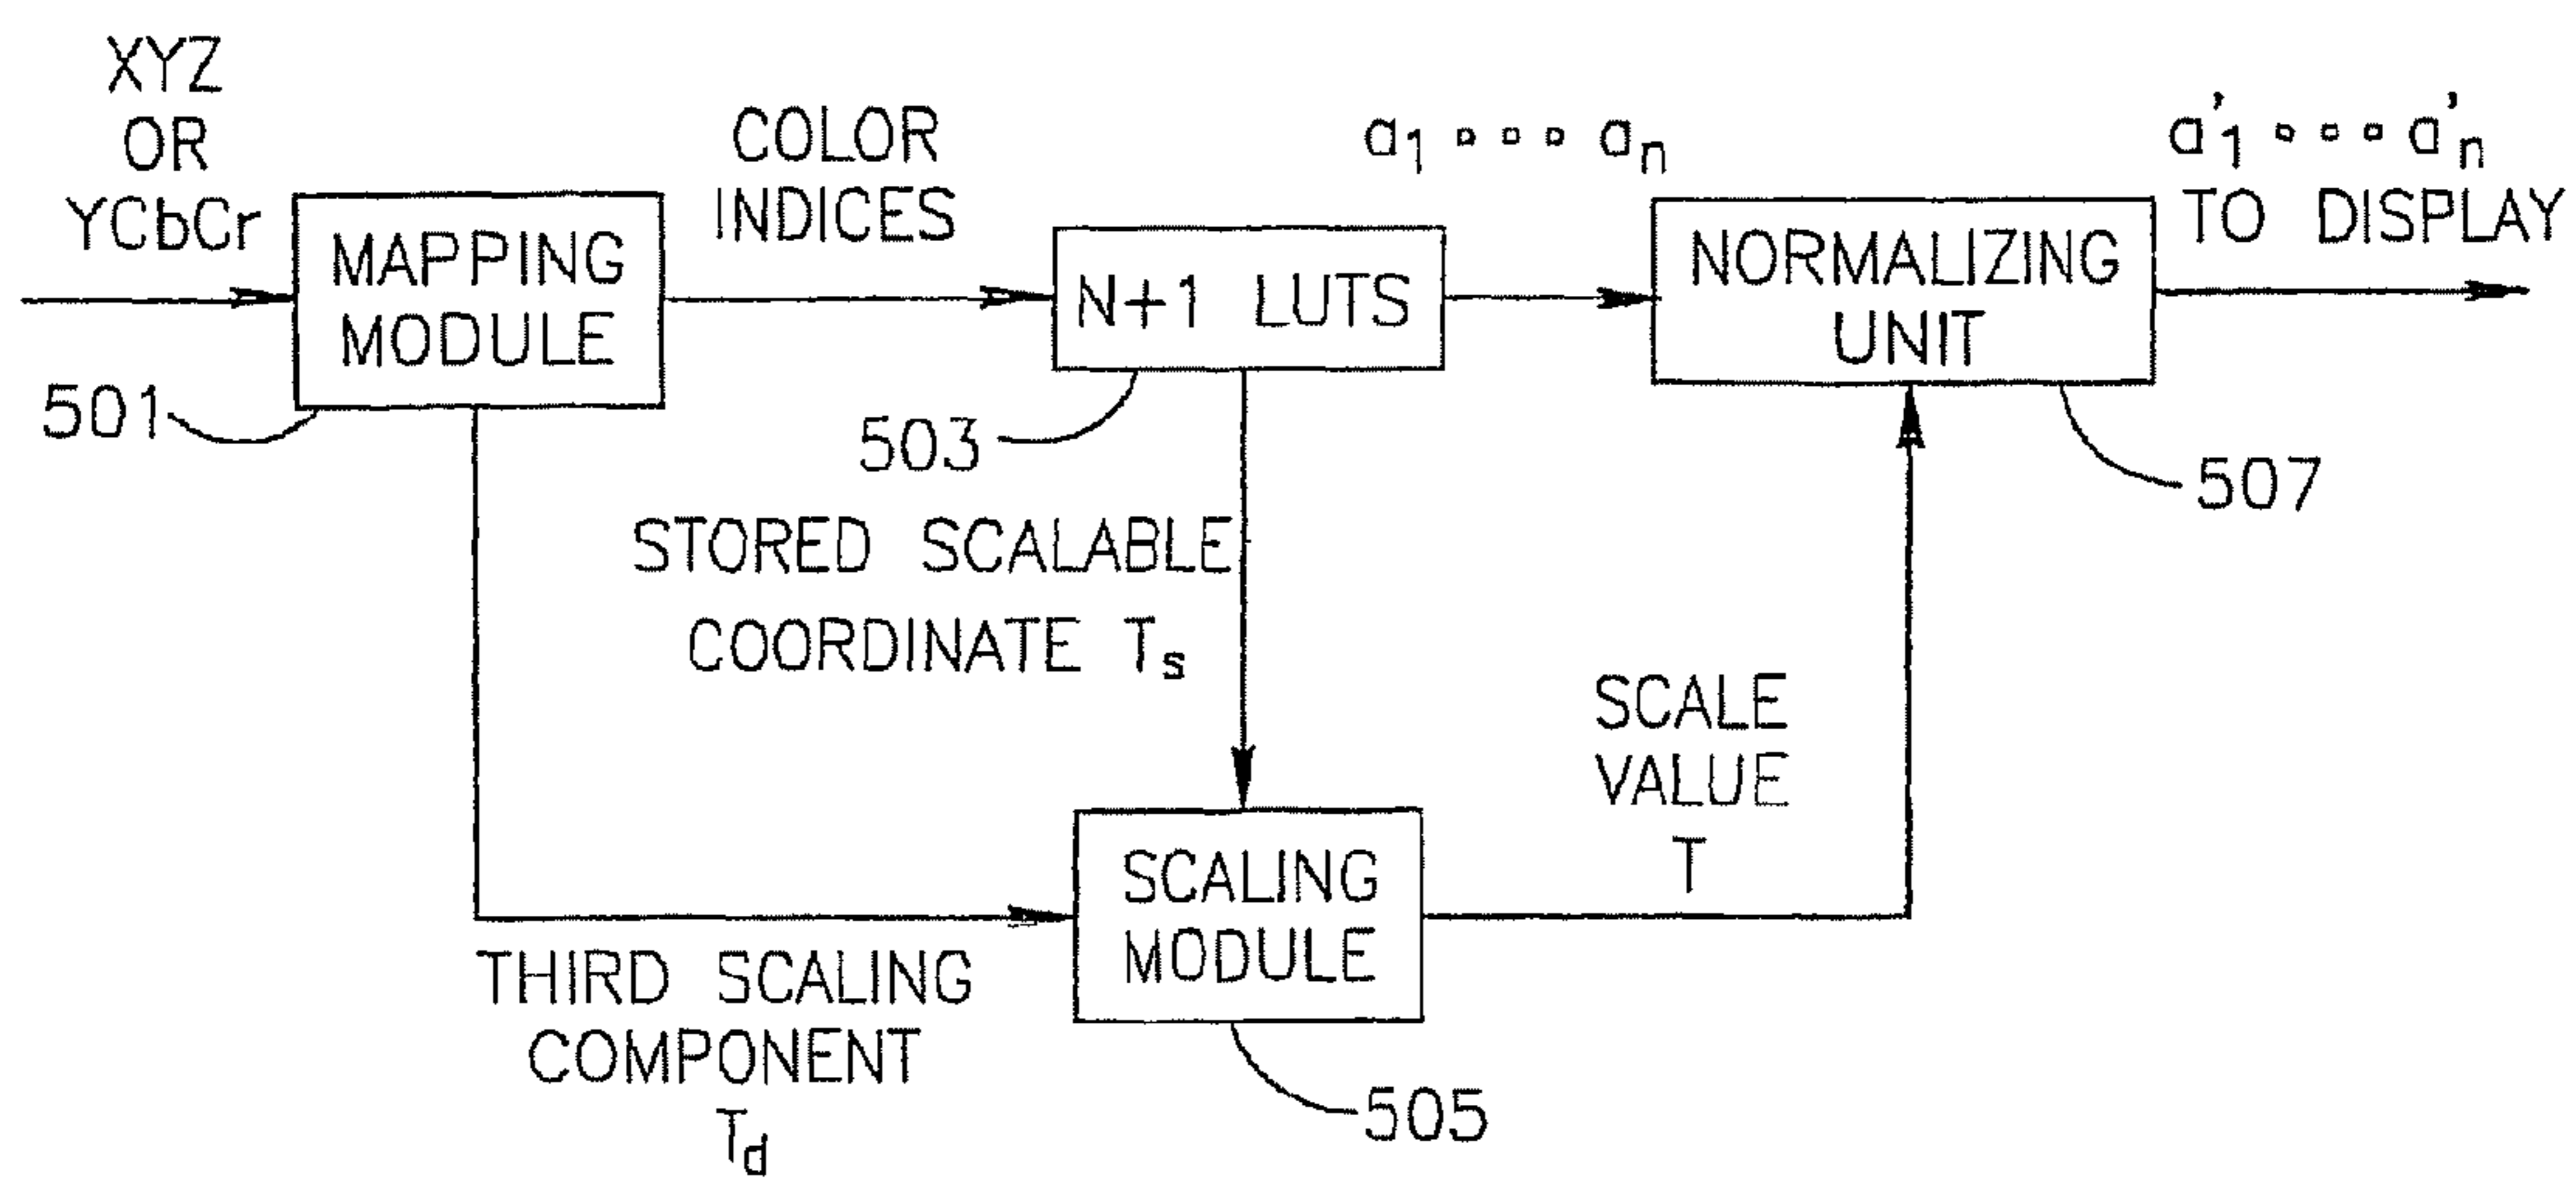 XYZ
OR
YCbCr
MAPPING
MODULE
501
COLOR
INDICES
N+1 LUTS
503
a₁ ▫ ▫ ▫ aₙ
NORMALIZING
UNIT
507
a'₁ ▫ ▫ ▫ a'ₙ
TO DISPLAY
STORED SCALABLE
COORDINATE Tₛ
SCALE
VALUE
T
SCALING
MODULE
505
THIRD SCALING
COMPONENT
T_d